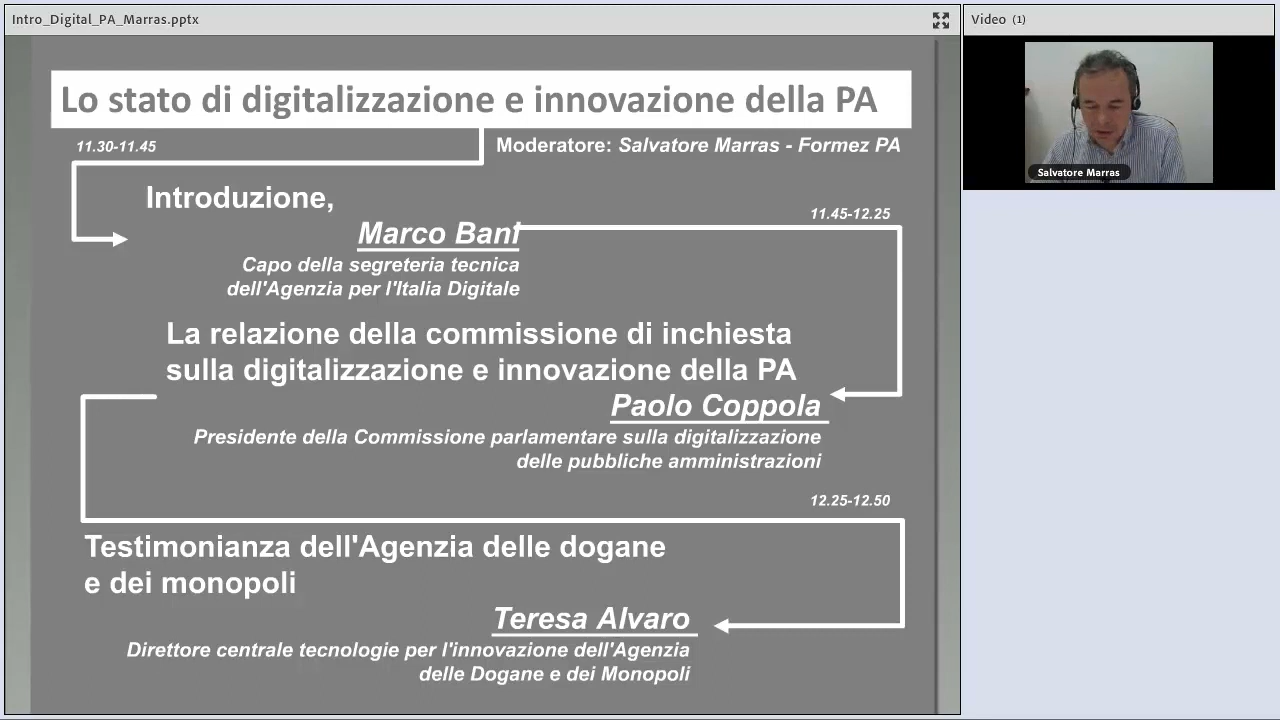 Intro_Digital_PA_Marras.pptx
Video (1)
Lo stato di digitalizzazione e innovazione della PA
11.30-11.45
Moderatore: Salvatore Marras - Formez PA
Salvatore Marras
Introduzione,
11.45-12.25
Marco Bani
Capo della segreteria tecnica
dell'Agenzia per l'Italia Digitale
La relazione della commissione di inchiesta
sulla digitalizzazione e innovazione della PA
Paolo Coppola
Presidente della Commissione parlamentare sulla digitalizzazione
delle pubbliche amministrazioni
12.25-12.50
Testimonianza dell'Agenzia delle dogane
e dei monopoli
Teresa Alvaro
Direttore centrale tecnologie per l'innovazione dell'Agenzia
delle Dogane e dei Monopoli